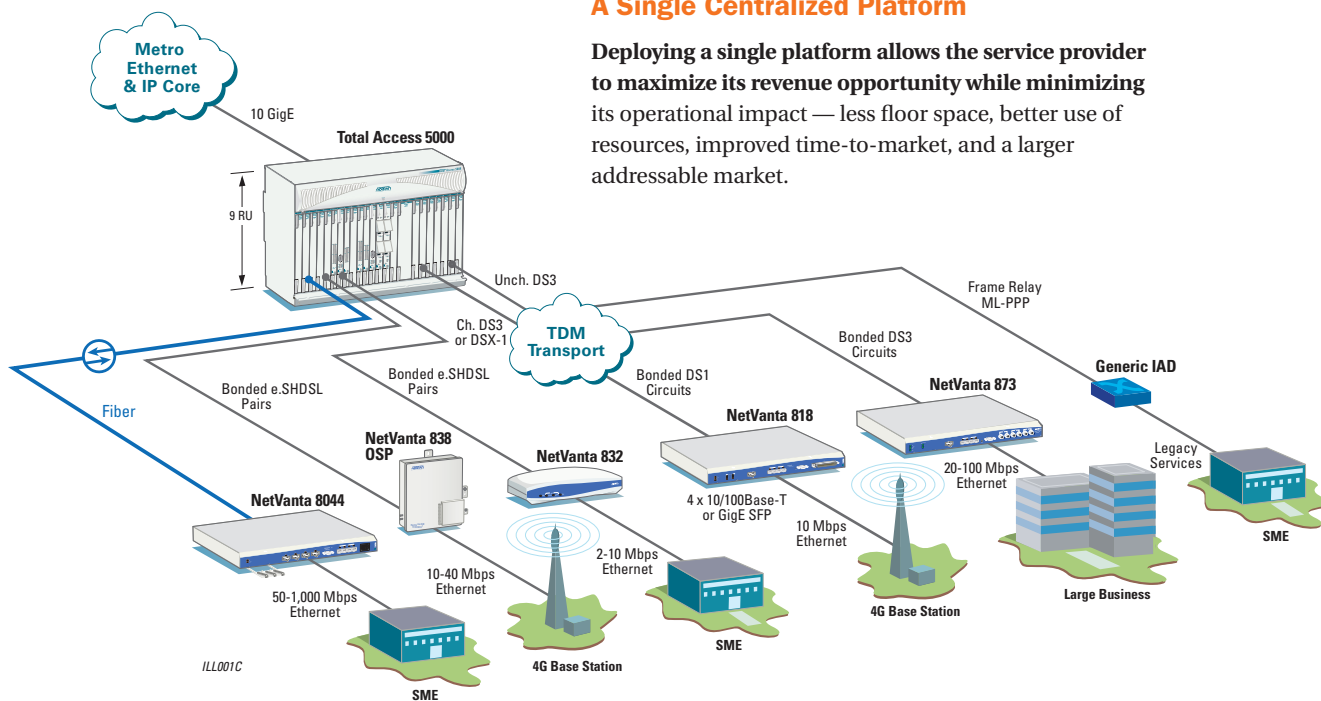 A Single Centralized Platform
Deploying a single platform allows the service provider
to maximize its revenue opportunity while minimizing
its operational impact — less floor space, better use of
resources, improved time-to-market, and a larger
addressable market.
Metro
Ethernet
& IP Core
10 GigE
Total Access 5000
9 RU
Unch. DS3
Ch. DS3
or DSX-1
TDM
Transport
Frame Relay
ML-PPP
Bonded DS3
Circuits
Generic IAD
Bonded e.SHDSL
Pairs
Bonded e.SHDSL
Pairs
Bonded DS1
Circuits
NetVanta 873
Fiber
NetVanta 838
OSP
NetVanta 832
NetVanta 818
Legacy
Services
20-100 Mbps
Ethernet
NetVanta 8044
4 x 10/100Base-T
or GigE SFP
10 Mbps
Ethernet
SME
2-10 Mbps
Ethernet
10-40 Mbps
Ethernet
50-1,000 Mbps
Ethernet
Large Business
4G Base Station
SME
4G Base Station
ILL001C
SME